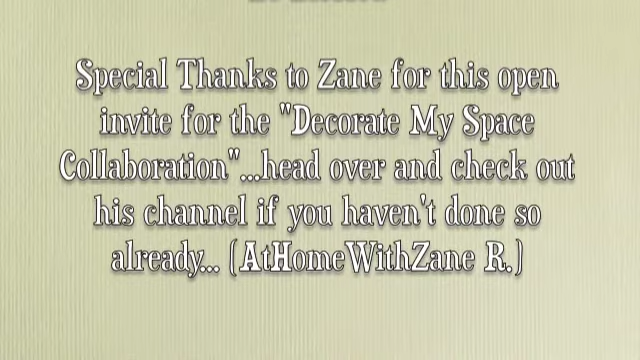 Special Thanks to Zane for this open
invite for the "Decorate My Space
Collaboration"...head over and check out
his channel if you haven't done so
already... (AtHomeWithZane R.)